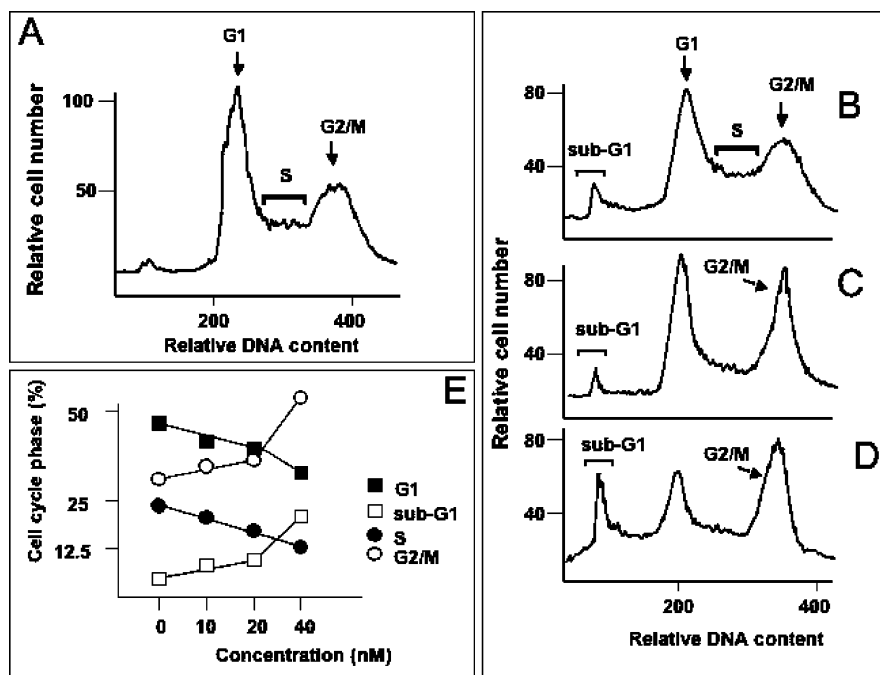 A
G1
G2/M
S
100
50
Relative cell number
200
400
Relative DNA content
B
G1
G2/M
S
sub-G1
80
40
C
G2/M
sub-G1
80
40
Relative cell number
D
sub-G1
G2/M
80
40
200
400
Relative DNA content
E
Cell cycle phase (%)
50
25
12.5
G1
sub-G1
S
G2/M
0
10
20
40
Concentration (nM)